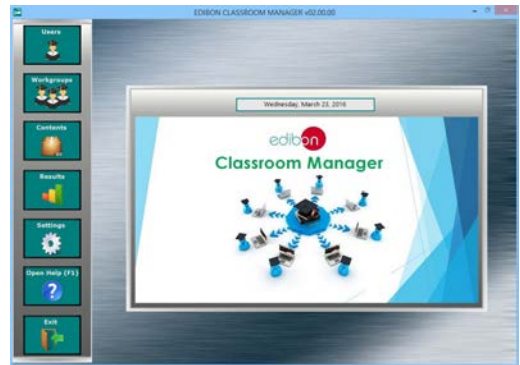 EDIBON CLASSROOM MANAGER v02.00.00
Users
Workgroups
Contents
Results
Settings
Open Help (F1)
Exit
Wednesday, March 23, 2016
edibon
Classroom Manager